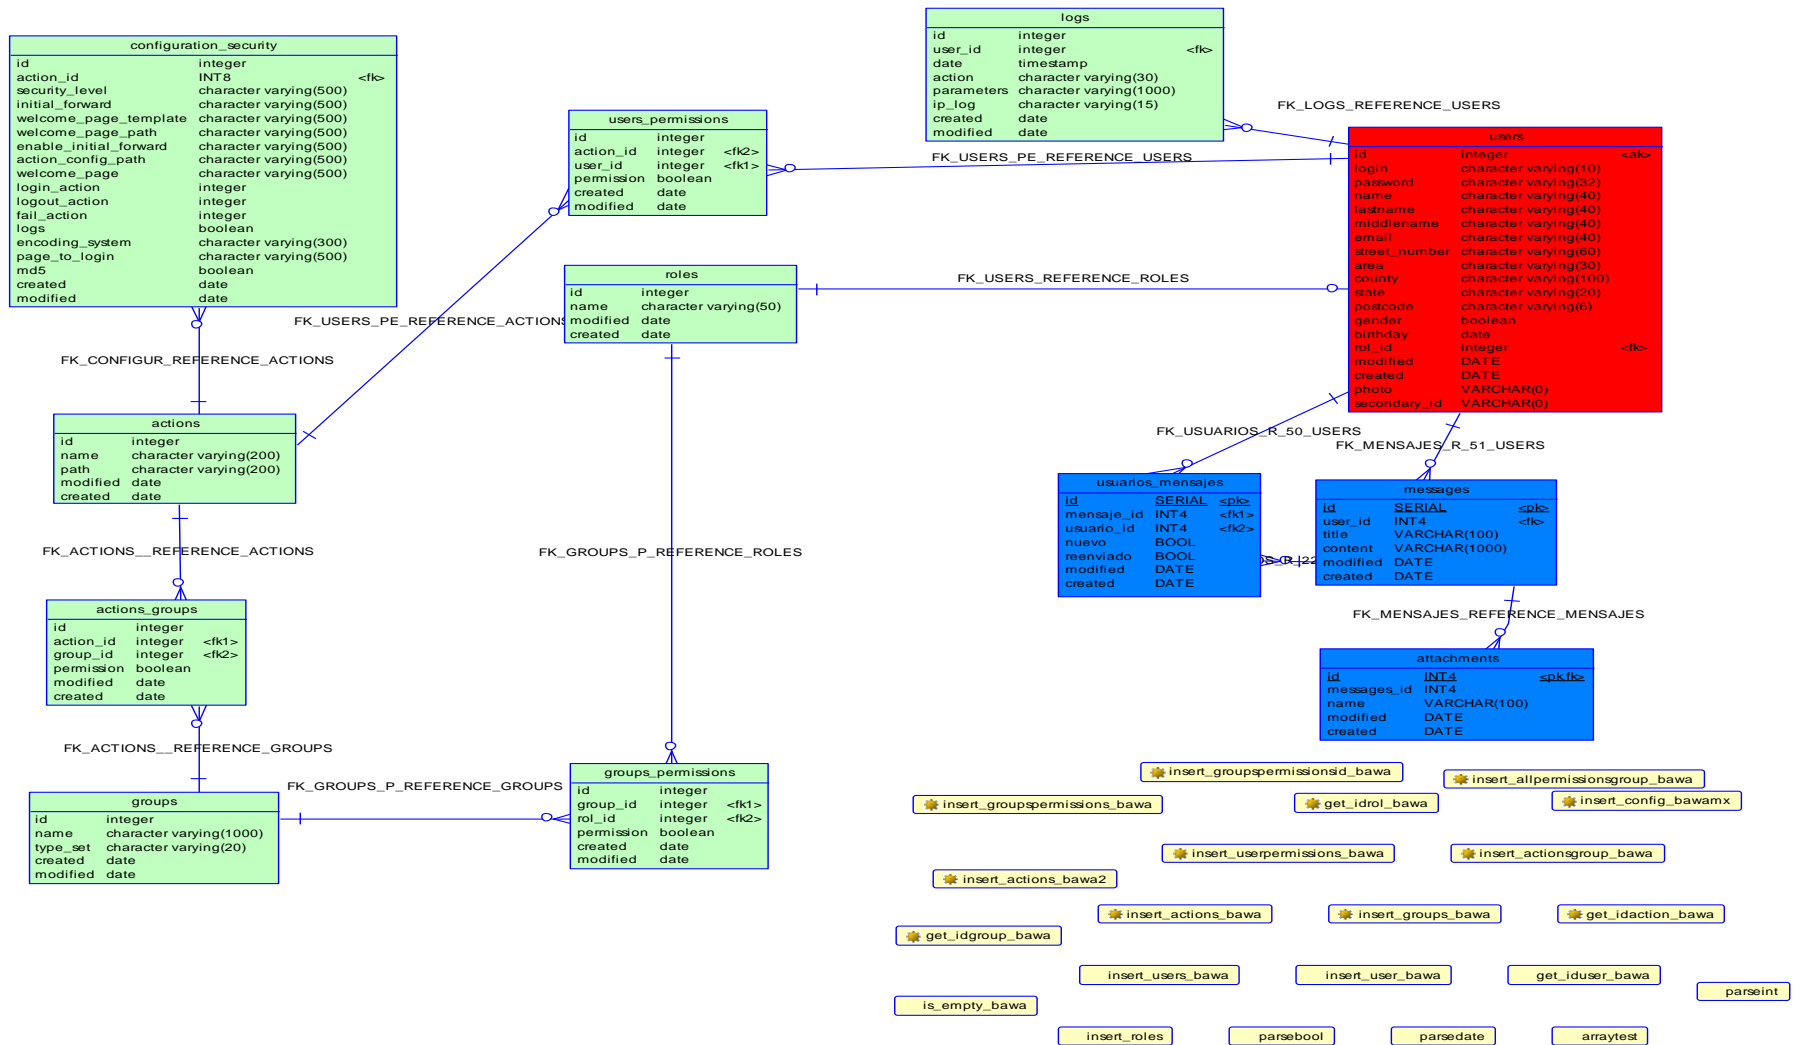 configuration_security
id integer
action_id INT8 <fk>
security_level character varying(500)
initial_forward character varying(500)
welcome_page_template character varying(500)
welcome_page_path character varying(500)
enable_initial_forward character varying(500)
action_config_path character varying(500)
welcome_page character varying(500)
login_action integer
logout_action integer
fail_action integer
logs boolean
encoding_system character varying(300)
page_to_login character varying(500)
md5 boolean
created date
modified date
logs
id integer
user_id integer <fk>
date timestamp
action character varying(30)
parameters character varying(1000)
ip_log character varying(15)
created date
modified date
FK_LOGS_REFERENCE_USERS
users_permissions
id integer
action_id integer <fk2>
user_id integer <fk1>
permission boolean
created date
modified date
FK_USERS_PE_REFERENCE_USERS
users
id integer <ak>
login character varying(10)
password character varying(32)
name character varying(40)
lastname character varying(40)
middlename character varying(40)
email character varying(40)
street_number character varying(60)
area character varying(30)
county character varying(100)
state character varying(20)
postcode character varying(6)
gender boolean
birthday date
rol_id integer <fk>
modified DATE
created DATE
photo VARCHAR(0)
secondary_id VARCHAR(0)
roles
id integer
name character varying(50)
modified date
created date
FK_USERS_REFERENCE_ROLES
FK_USERS_PE_REFERENCE_ACTIONS
FK_CONFIGUR_REFERENCE_ACTIONS
actions
id integer
name character varying(200)
path character varying(200)
modified date
created date
FK_USUARIOS_R_50_USERS
FK_MENSAJES_R_51_USERS
usuarios_mensajes
id SERIAL <pk>
mensaje_id INT4 <fk1>
usuario_id INT4 <fk2>
nuevo BOOL
reenviado BOOL
modified DATE
created DATE
messages
id SERIAL <pk>
user_id INT4 <fk>
title VARCHAR(100)
content VARCHAR(1000)
modified DATE
created DATE
FK_ACTIONS__REFERENCE_ACTIONS
FK_GROUPS_P_REFERENCE_ROLES
FK_MENSAJES_REFERENCE_MENSAJES
actions_groups
id integer
action_id integer <fk1>
group_id integer <fk2>
permission boolean
modified date
created date
attachments
id INT4 <pk,fk>
messages_id INT4
name VARCHAR(100)
modified DATE
created DATE
FK_ACTIONS__REFERENCE_GROUPS
FK_GROUPS_P_REFERENCE_GROUPS
groups
id integer
name character varying(1000)
type_set character varying(20)
created date
modified date
groups_permissions
id integer
group_id integer <fk1>
rol_id integer <fk2>
permission boolean
created date
modified date
insert_groupspermissionsid_bawa
insert_allpermissionsgroup_bawa
insert_groupspermissions_bawa
get_idrol_bawa
insert_config_bawamx
insert_userpermissions_bawa
insert_actionsgroup_bawa
insert_actions_bawa2
insert_actions_bawa
insert_groups_bawa
get_idaction_bawa
get_idgroup_bawa
insert_users_bawa
insert_user_bawa
get_iduser_bawa
parseint
is_empty_bawa
insert_roles
parsebool
parsedate
arraytest